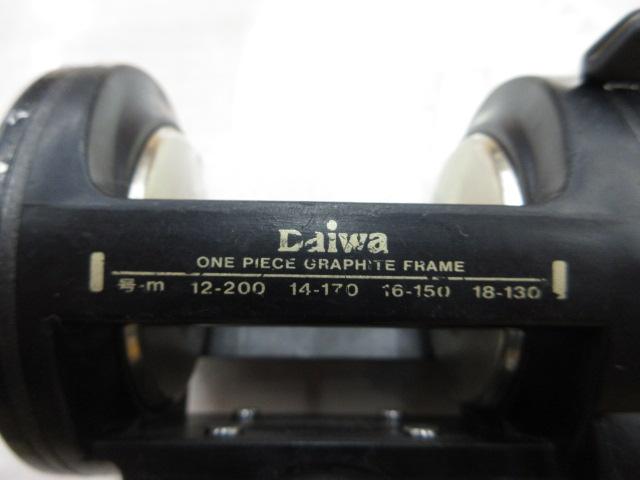 Daiwa
ONE PIECE GRAPHITE FRAME
号-m 12-200 14-170 16-150 18-130